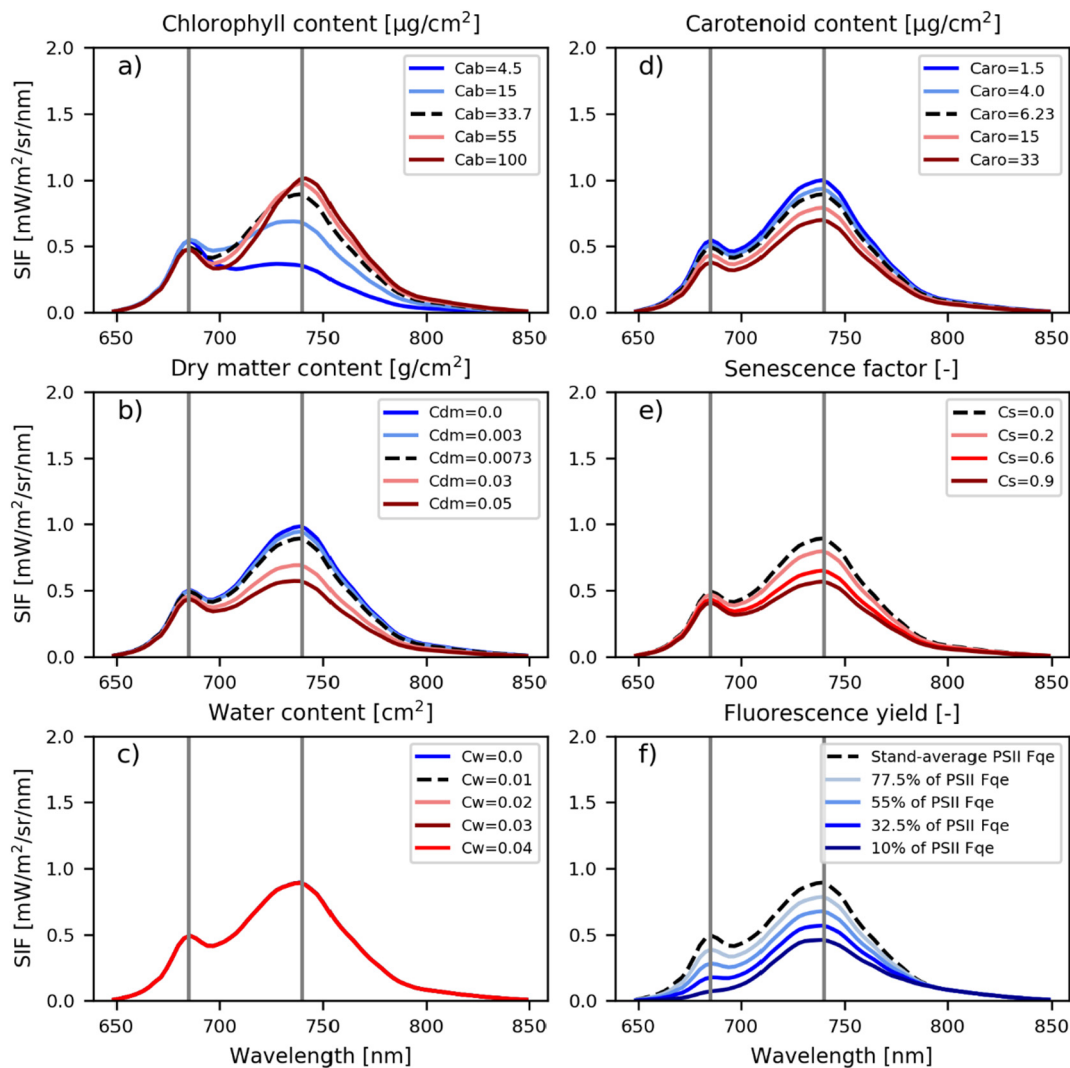 Chlorophyll content [µg/cm²]
a)
Cab=4.5
Cab=15
Cab=33.7
Cab=55
Cab=100
SIF [mW/m²/sr/nm]
2.0
1.5
1.0
0.5
0.0
650 700 750 800 850
Carotenoid content [µg/cm²]
d)
Caro=1.5
Caro=4.0
Caro=6.23
Caro=15
Caro=33
2.0
1.5
1.0
0.5
0.0
650 700 750 800 850
Dry matter content [g/cm²]
b)
Cdm=0.0
Cdm=0.003
Cdm=0.0073
Cdm=0.03
Cdm=0.05
SIF [mW/m²/sr/nm]
2.0
1.5
1.0
0.5
0.0
650 700 750 800 850
Senescence factor [-]
e)
Cs=0.0
Cs=0.2
Cs=0.6
Cs=0.9
2.0
1.5
1.0
0.5
0.0
650 700 750 800 850
Water content [cm²]
c)
Cw=0.0
Cw=0.01
Cw=0.02
Cw=0.03
Cw=0.04
SIF [mW/m²/sr/nm]
2.0
1.5
1.0
0.5
0.0
650 700 750 800 850
Wavelength [nm]
Fluorescence yield [-]
f)
Stand-average PSII Fqe
77.5% of PSII Fqe
55% of PSII Fqe
32.5% of PSII Fqe
10% of PSII Fqe
2.0
1.5
1.0
0.5
0.0
650 700 750 800 850
Wavelength [nm]